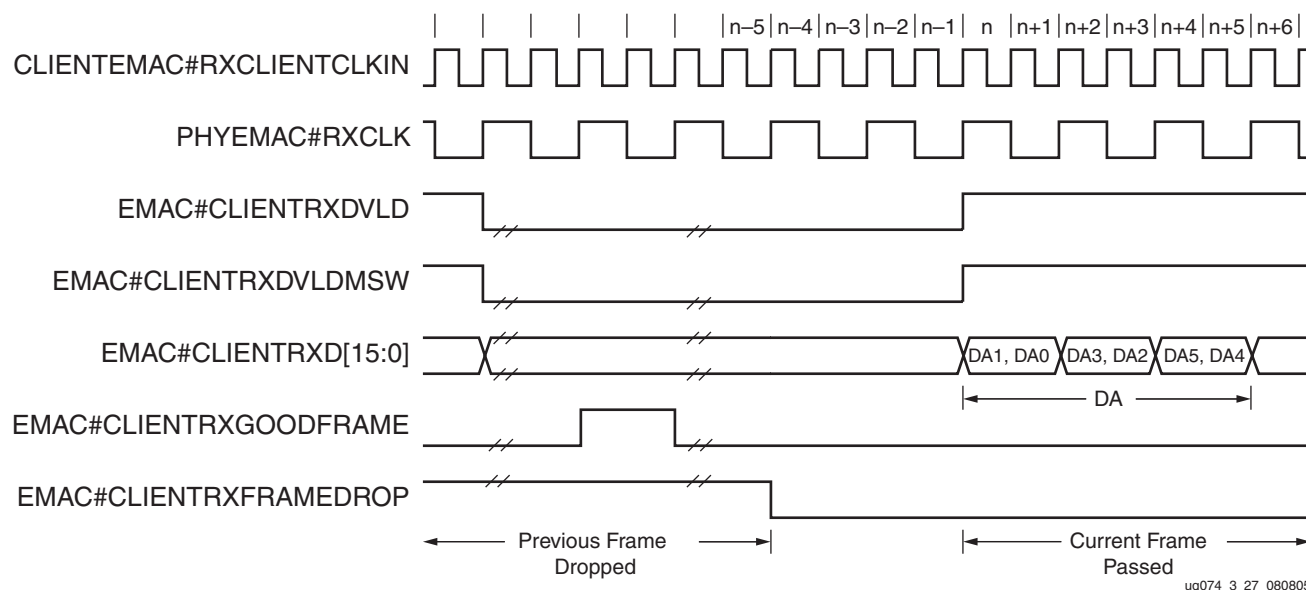 n–5 n–4 n–3 n–2 n–1 n n+1 n+2 n+3 n+4 n+5 n+6
CLIENTEMAC#RXCLIENTCLKIN
PHYEMAC#RXCLK
EMAC#CLIENTRXDVLD
EMAC#CLIENTRXDVLDMSW
EMAC#CLIENTRXD[15:0]
DA1, DA0 DA3, DA2 DA5, DA4
DA
EMAC#CLIENTRXGOODFRAME
EMAC#CLIENTRXFRAMEDROP
Previous Frame
Dropped
Current Frame
Passed
ug074_3_27_080805